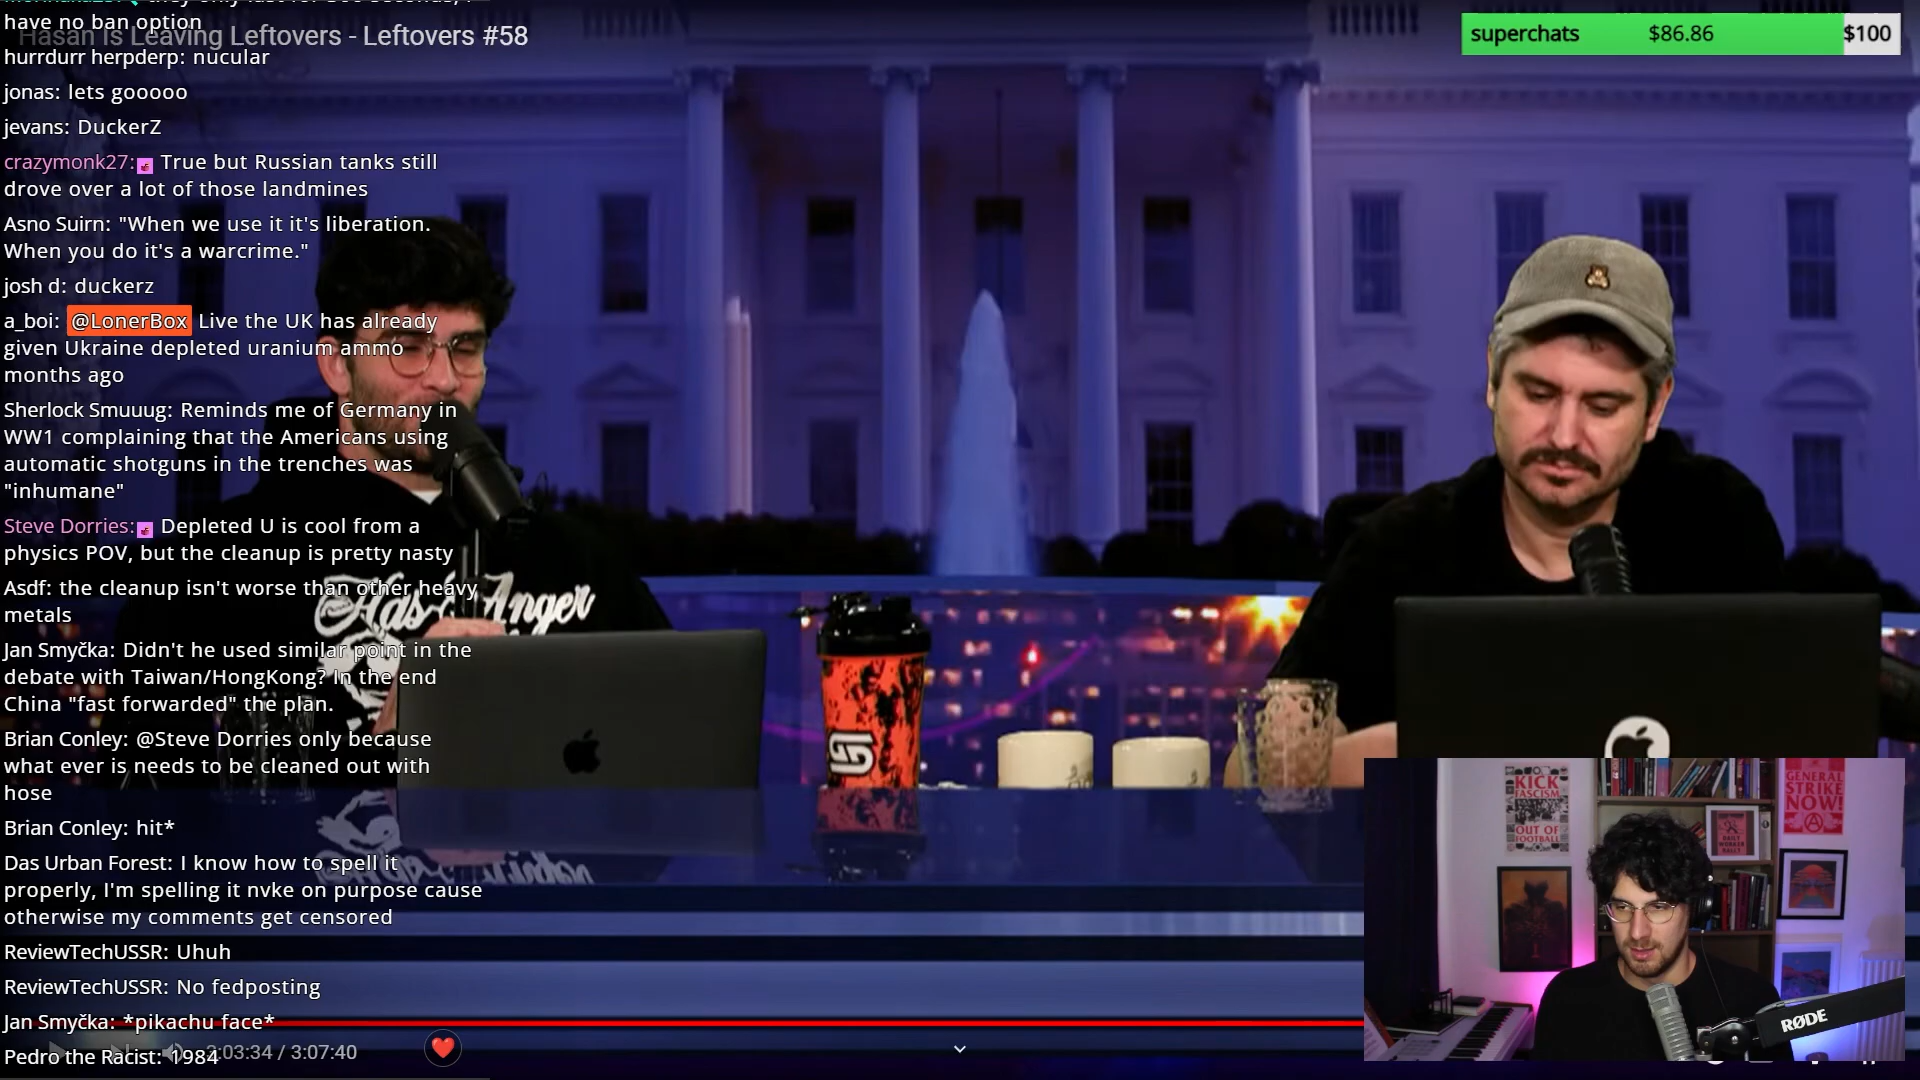 have no ban option
Hasan Is Leaving Leftovers - Leftovers #58
hurrdurr herpderp: nucular
jonas: lets gooooo
jevans: DuckerZ
crazymonk27: True but Russian tanks still
drove over a lot of those landmines
Asno Suirn: "When we use it it's liberation.
When you do it's a warcrime."
josh d: duckerz
a_boi: @LonerBox Live the UK has already
given Ukraine depleted uranium ammo
months ago
Sherlock Smuuug: Reminds me of Germany in
WW1 complaining that the Americans using
automatic shotguns in the trenches was
"inhumane"
Steve Dorries: Depleted U is cool from a
physics POV, but the cleanup is pretty nasty
Asdf: the cleanup isn't worse than other heavy
metals
Jan Smyčka: Didn't he used similar point in the
debate with Taiwan/HongKong? In the end
China "fast forwarded" the plan.
Brian Conley: @Steve Dorries only because
what ever is needs to be cleaned out with
hose
Brian Conley: hit*
Das Urban Forest: I know how to spell it
properly, I'm spelling it nvke on purpose cause
otherwise my comments get censored
ReviewTechUSSR: Uhuh
ReviewTechUSSR: No fedposting
Jan Smyčka: *pikachu face*
Pedro the Racist: 1984
2:03:34 / 3:07:40
superchats $86.86 $100
Anger
KICK
FASCISM
OUT OF
FOOTBALL
GENERAL
STRIKE
NOW!
RØDE